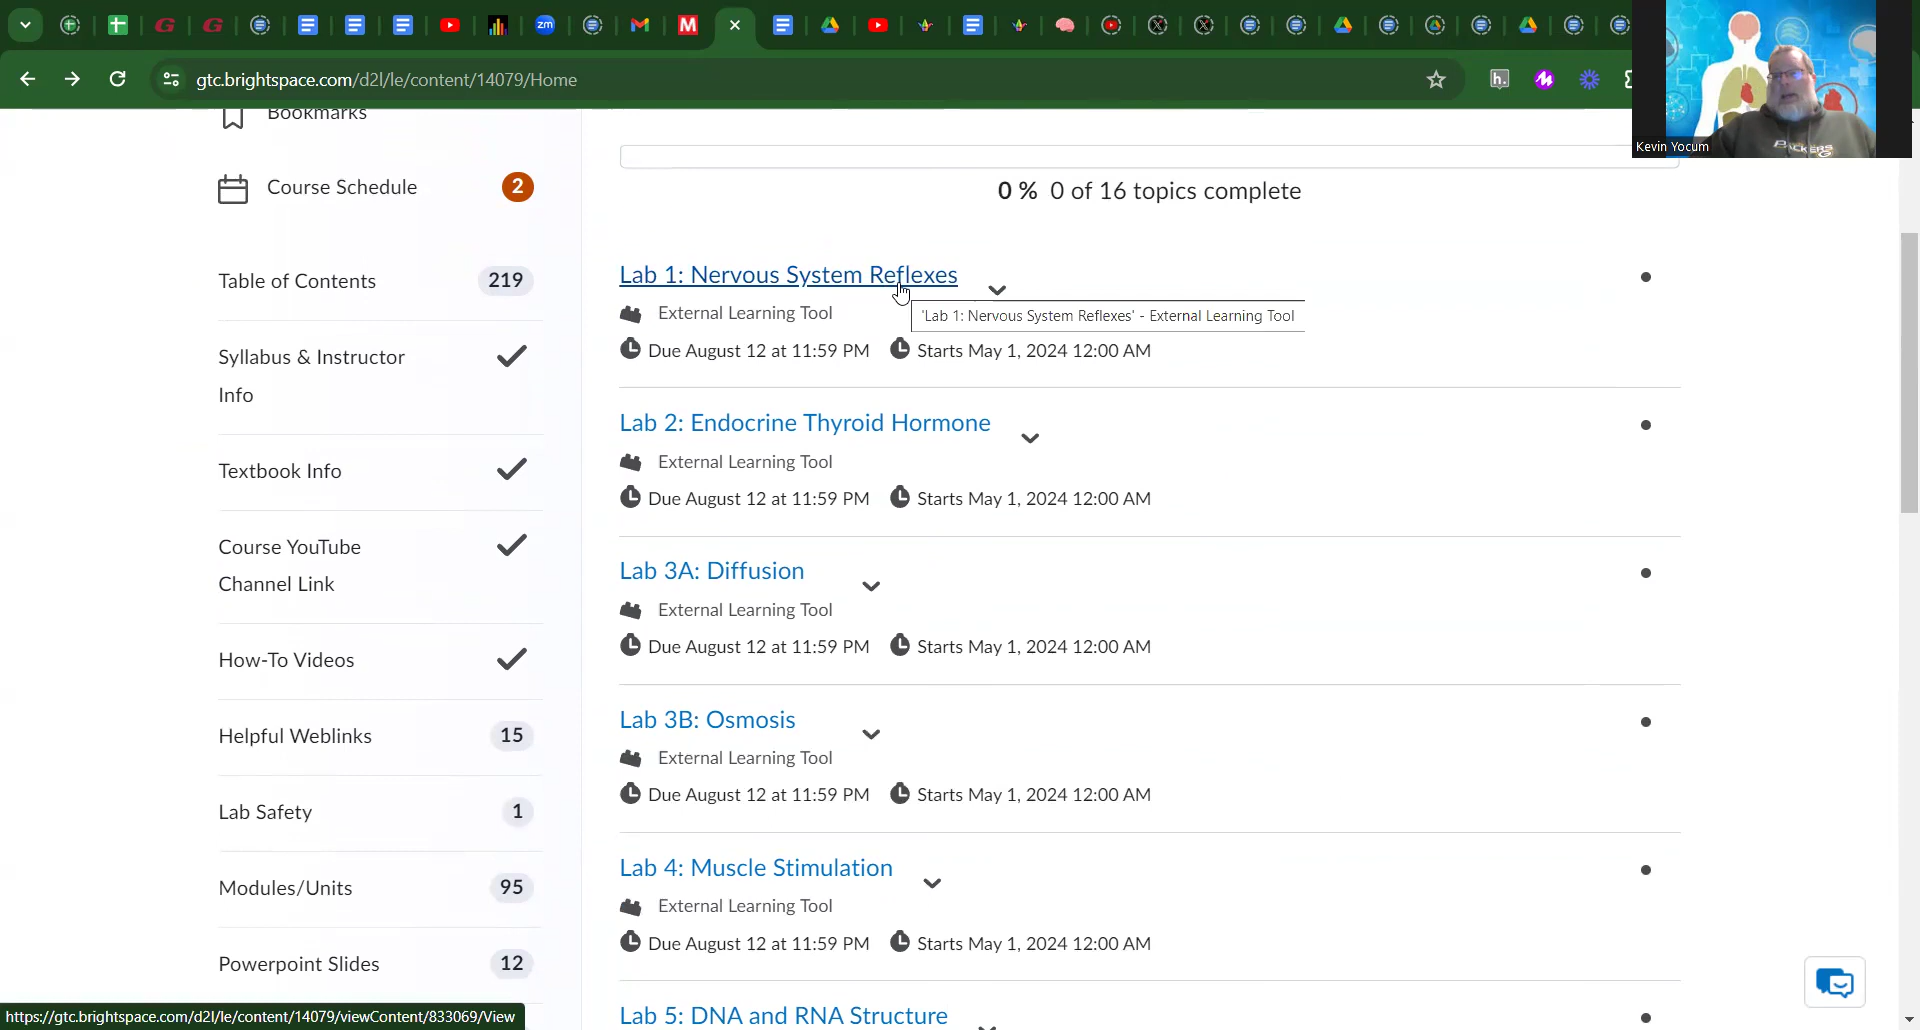 zm
M
gtc.brightspace.com/d2l/le/content/14079/Home
h.
PACKERS
Kevin Yocum
Bookmarks
Course Schedule
2
Table of Contents
219
Syllabus & Instructor
Info
Textbook Info
Course YouTube
Channel Link
How-To Videos
Helpful Weblinks
15
Lab Safety
1
Modules/Units
95
Powerpoint Slides
12
0 % 0 of 16 topics complete
Lab 1: Nervous System Reflexes
External Learning Tool
'Lab 1: Nervous System Reflexes' - External Learning Tool
Due August 12 at 11:59 PM Starts May 1, 2024 12:00 AM
Lab 2: Endocrine Thyroid Hormone
External Learning Tool
Due August 12 at 11:59 PM Starts May 1, 2024 12:00 AM
Lab 3A: Diffusion
External Learning Tool
Due August 12 at 11:59 PM Starts May 1, 2024 12:00 AM
Lab 3B: Osmosis
External Learning Tool
Due August 12 at 11:59 PM Starts May 1, 2024 12:00 AM
Lab 4: Muscle Stimulation
External Learning Tool
Due August 12 at 11:59 PM Starts May 1, 2024 12:00 AM
Lab 5: DNA and RNA Structure
https://gtc.brightspace.com/d2l/le/content/14079/viewContent/833069/View